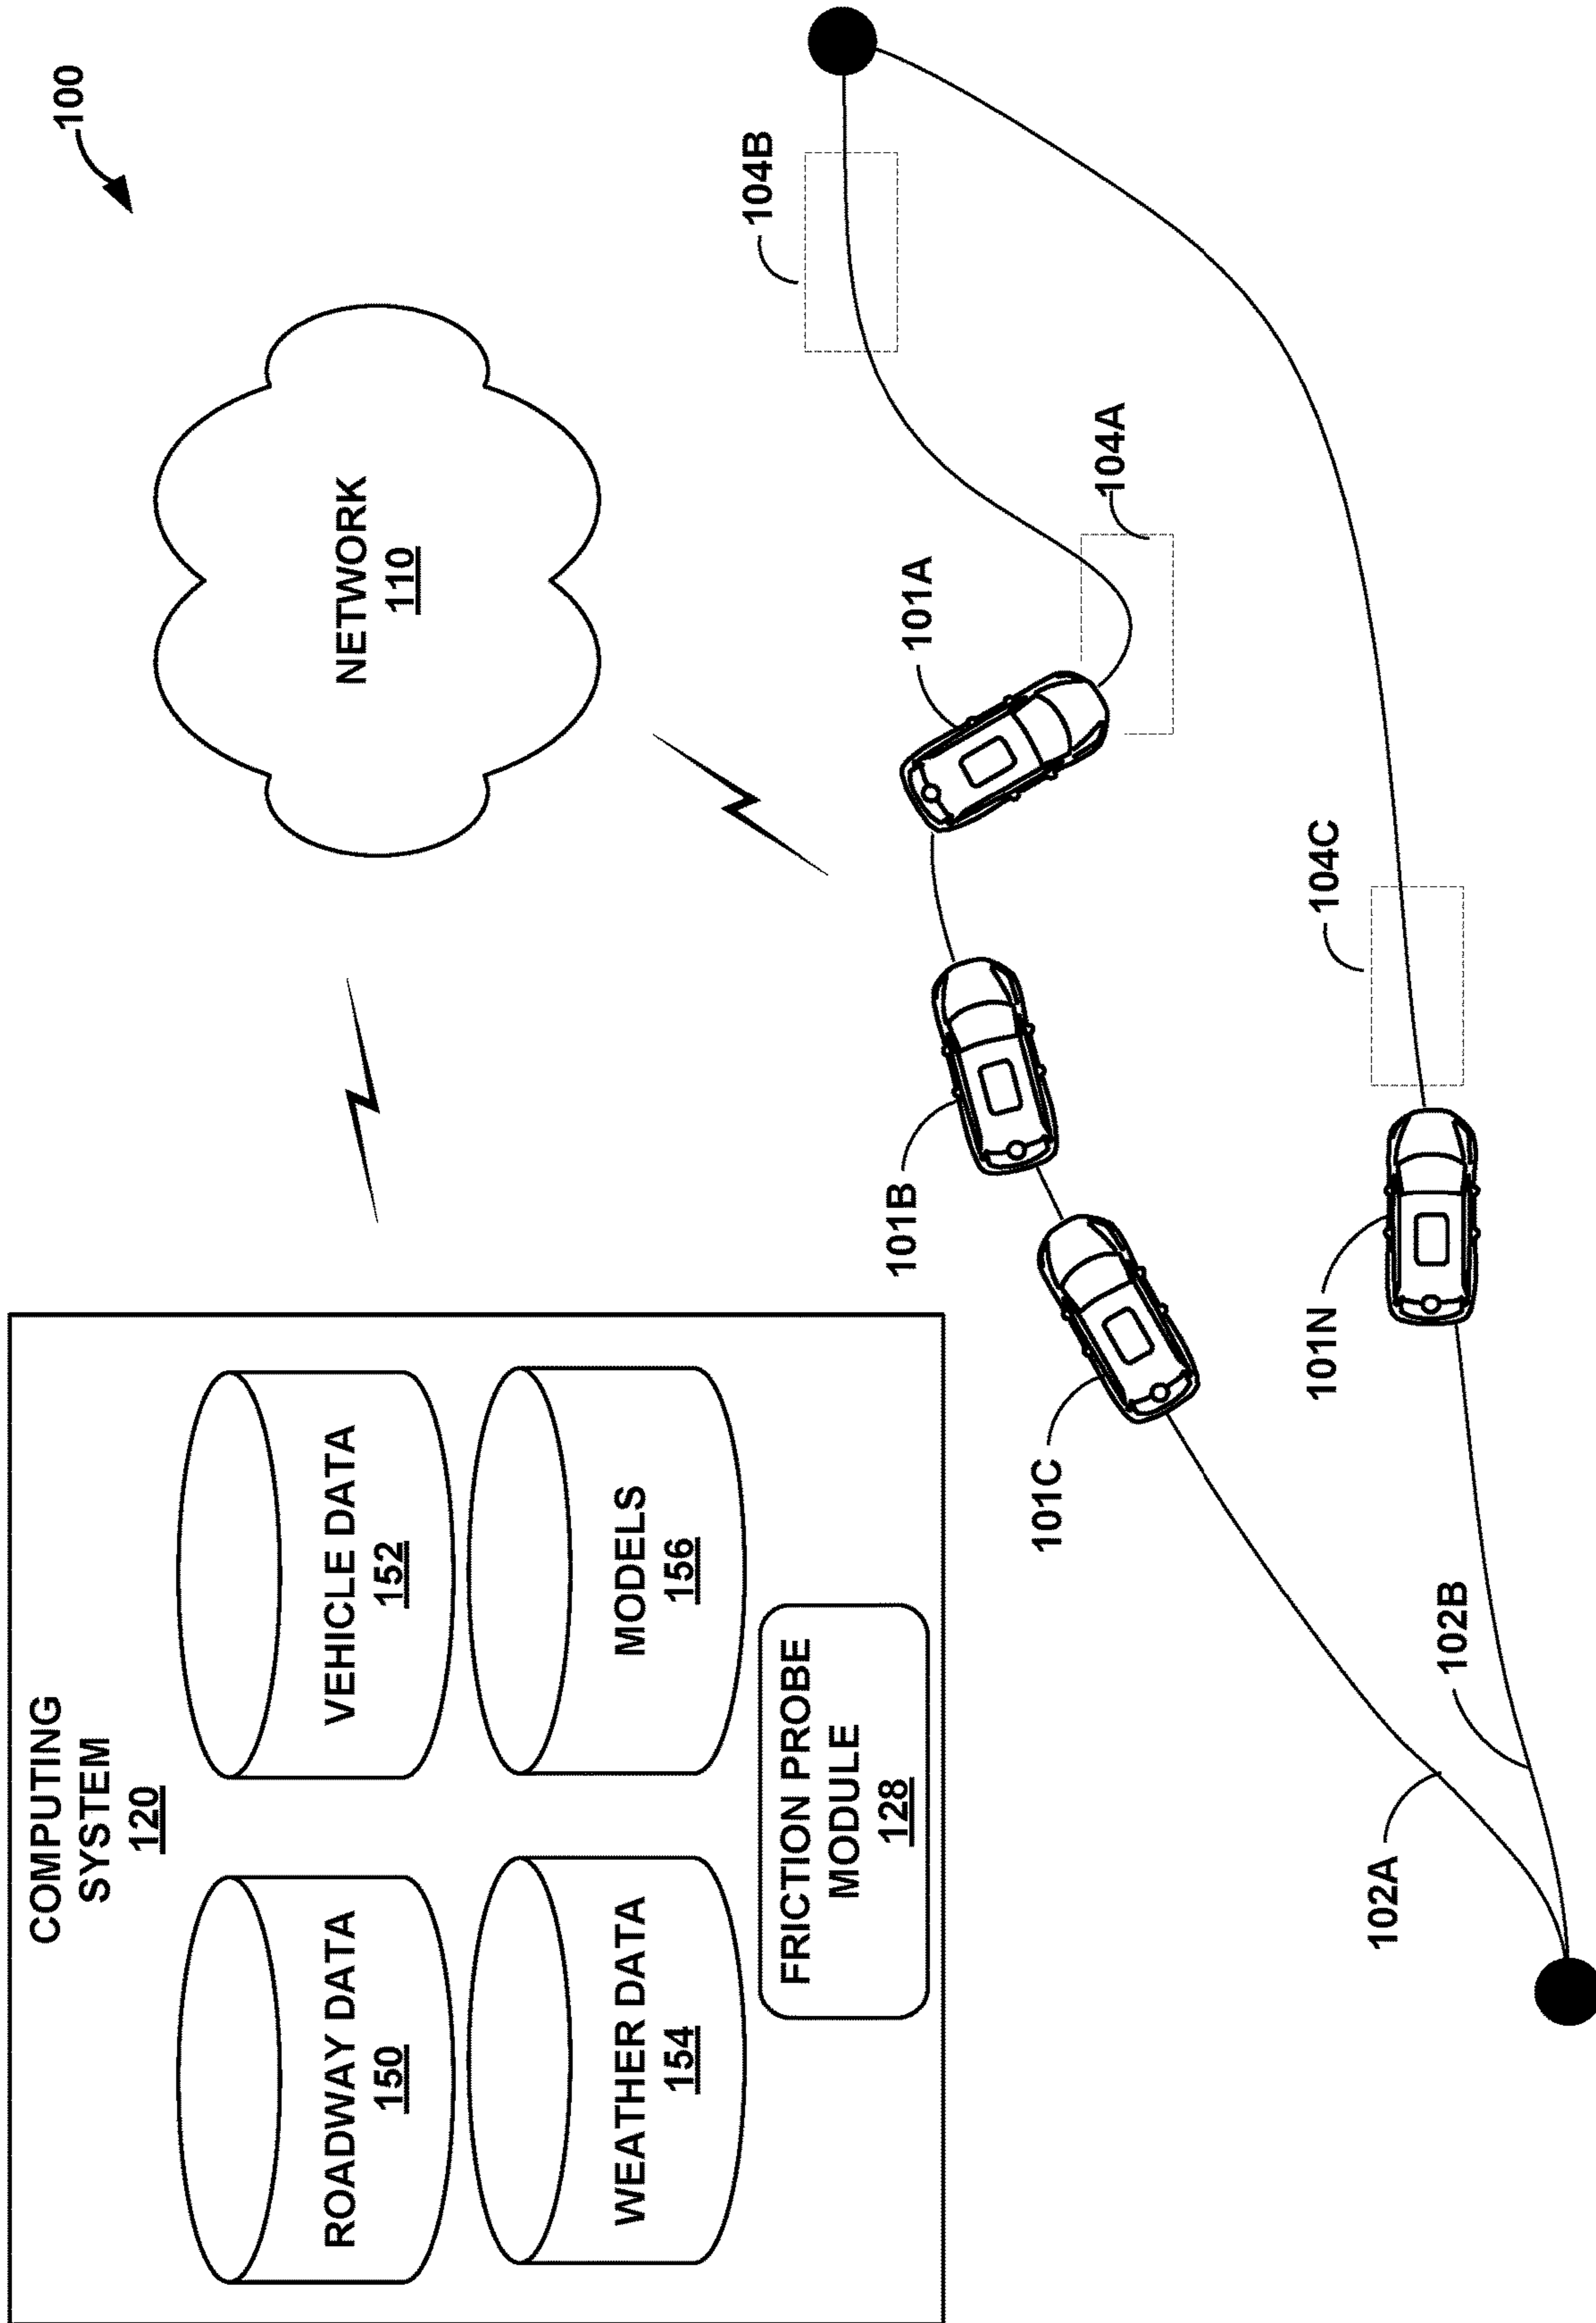 100
COMPUTING
SYSTEM
120
ROADWAY DATA
150
VEHICLE DATA
152
WEATHER DATA
154
MODELS
156
FRICTION PROBE
MODULE
128
NETWORK
110
104B
101A
104A
101B
101C
104C
101N
102A
102B